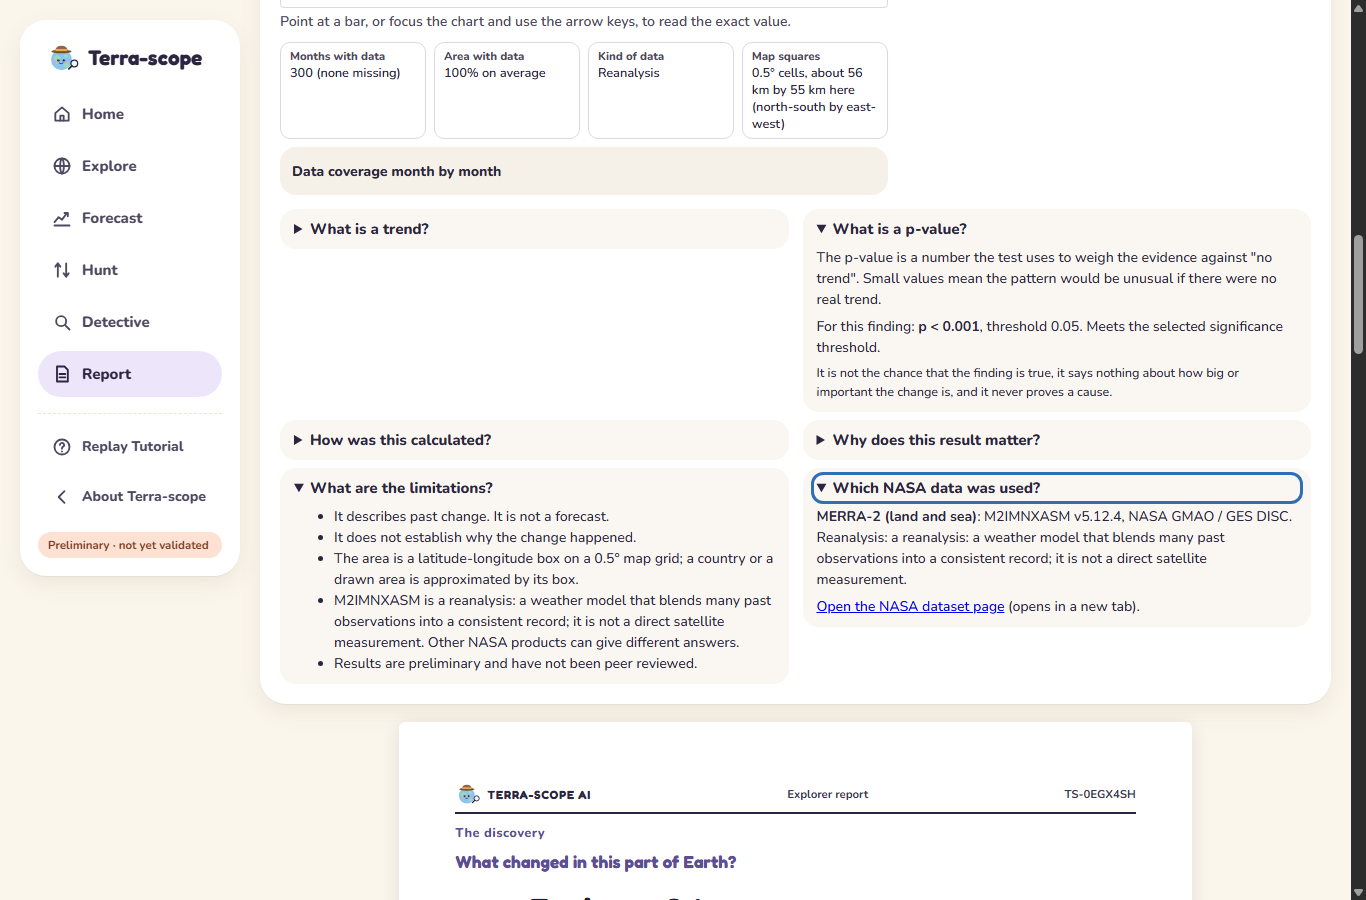 Terra-scope
Home
Explore
Forecast
Hunt
Detective
Report
Replay Tutorial
About Terra-scope
Preliminary · not yet validated
Point at a bar, or focus the chart and use the arrow keys, to read the exact value.
Months with data
300 (none missing)
Area with data
100% on average
Kind of data
Reanalysis
Map squares
0.5° cells, about 56
km by 55 km here
(north-south by east-
west)
Data coverage month by month
What is a trend?
What is a p-value?
The p-value is a number the test uses to weigh the evidence against "no
trend". Small values mean the pattern would be unusual if there were no
real trend.
For this finding: p < 0.001, threshold 0.05. Meets the selected significance
threshold.
It is not the chance that the finding is true, it says nothing about how big or
important the change is, and it never proves a cause.
How was this calculated?
Why does this result matter?
What are the limitations?
It describes past change. It is not a forecast.
It does not establish why the change happened.
The area is a latitude-longitude box on a 0.5° map grid; a country or a
drawn area is approximated by its box.
M2IMNXASM is a reanalysis: a weather model that blends many past
observations into a consistent record; it is not a direct satellite
measurement. Other NASA products can give different answers.
Results are preliminary and have not been peer reviewed.
Which NASA data was used?
MERRA-2 (land and sea): M2IMNXASM v5.12.4, NASA GMAO / GES DISC.
Reanalysis: a reanalysis: a weather model that blends many past
observations into a consistent record; it is not a direct satellite
measurement.
Open the NASA dataset page (opens in a new tab).
TERRA-SCOPE AI
Explorer report
TS-0EGX4SH
The discovery
What changed in this part of Earth?